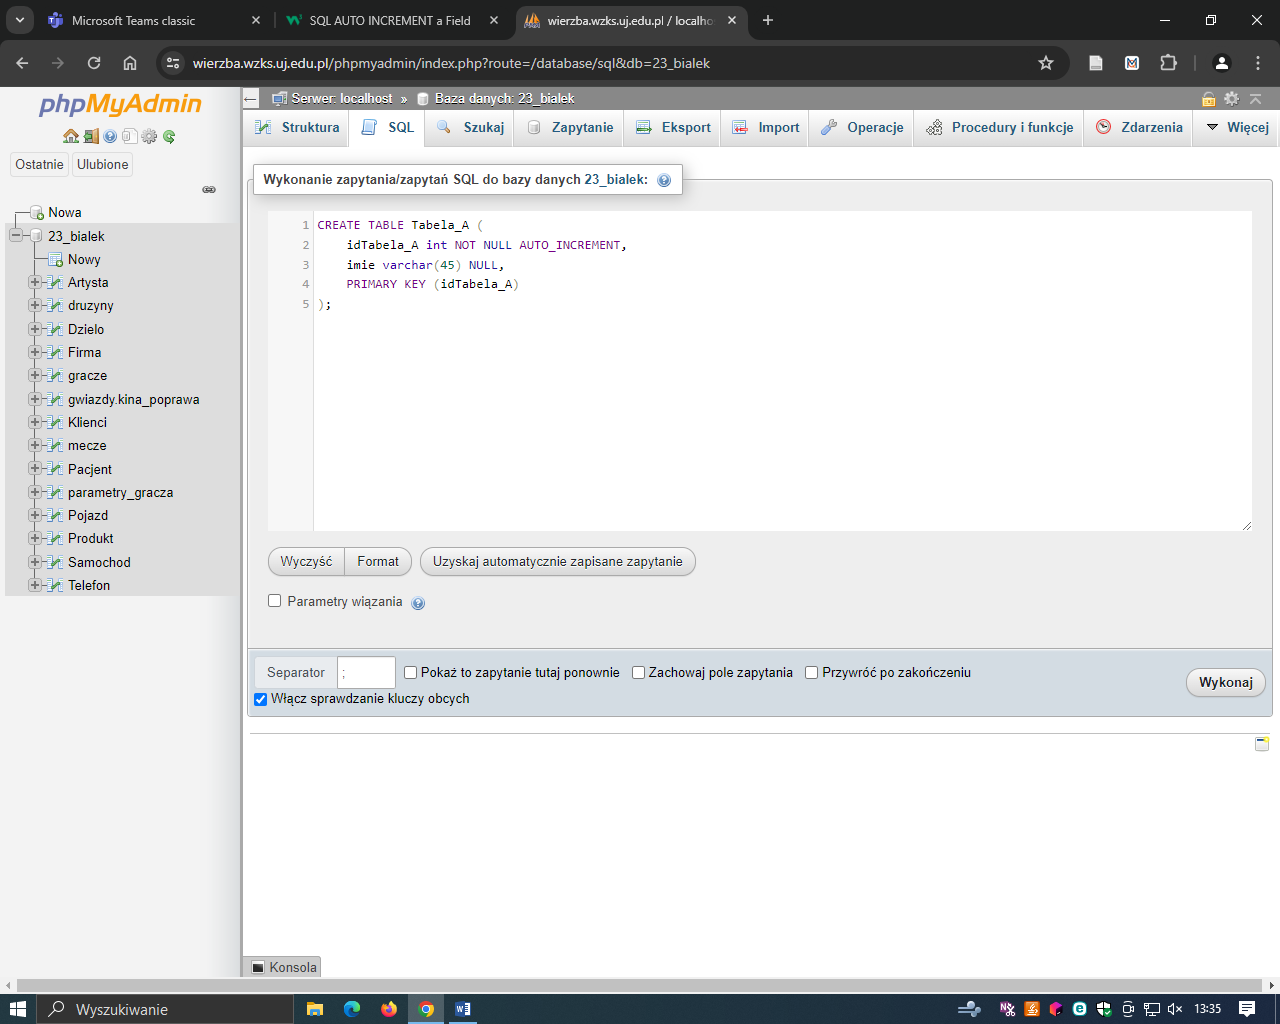 Microsoft Teams classic
SQL AUTO INCREMENT a Field
wierzba.wzks.uj.edu.pl / localho
wierzba.wzks.uj.edu.pl/phpmyadmin/index.php?route=/database/sql&db=23_bialek
phpMyAdmin
Ostatnie
Ulubione
Nowa
23_bialek
Nowy
Artysta
druzyny
Dzielo
Firma
gracze
gwiazdy.kina_poprawa
Klienci
mecze
Pacjent
parametry_gracza
Pojazd
Produkt
Samochod
Telefon
Serwer: localhost » Baza danych: 23_bialek
Struktura
SQL
Szukaj
Zapytanie
Eksport
Import
Operacje
Procedury i funkcje
Zdarzenia
Więcej
Wykonanie zapytania/zapytań SQL do bazy danych 23_bialek:
1 CREATE TABLE Tabela_A (
2 idTabela_A int NOT NULL AUTO_INCREMENT,
3 imie varchar(45) NULL,
4 PRIMARY KEY (idTabela_A)
5 );
Wyczyść
Format
Uzyskaj automatycznie zapisane zapytanie
Parametry wiązania
Separator ;
Pokaż to zapytanie tutaj ponownie
Zachowaj pole zapytania
Przywróć po zakończeniu
Włącz sprawdzanie kluczy obcych
Wykonaj
Konsola
Wyszukiwanie
13:35